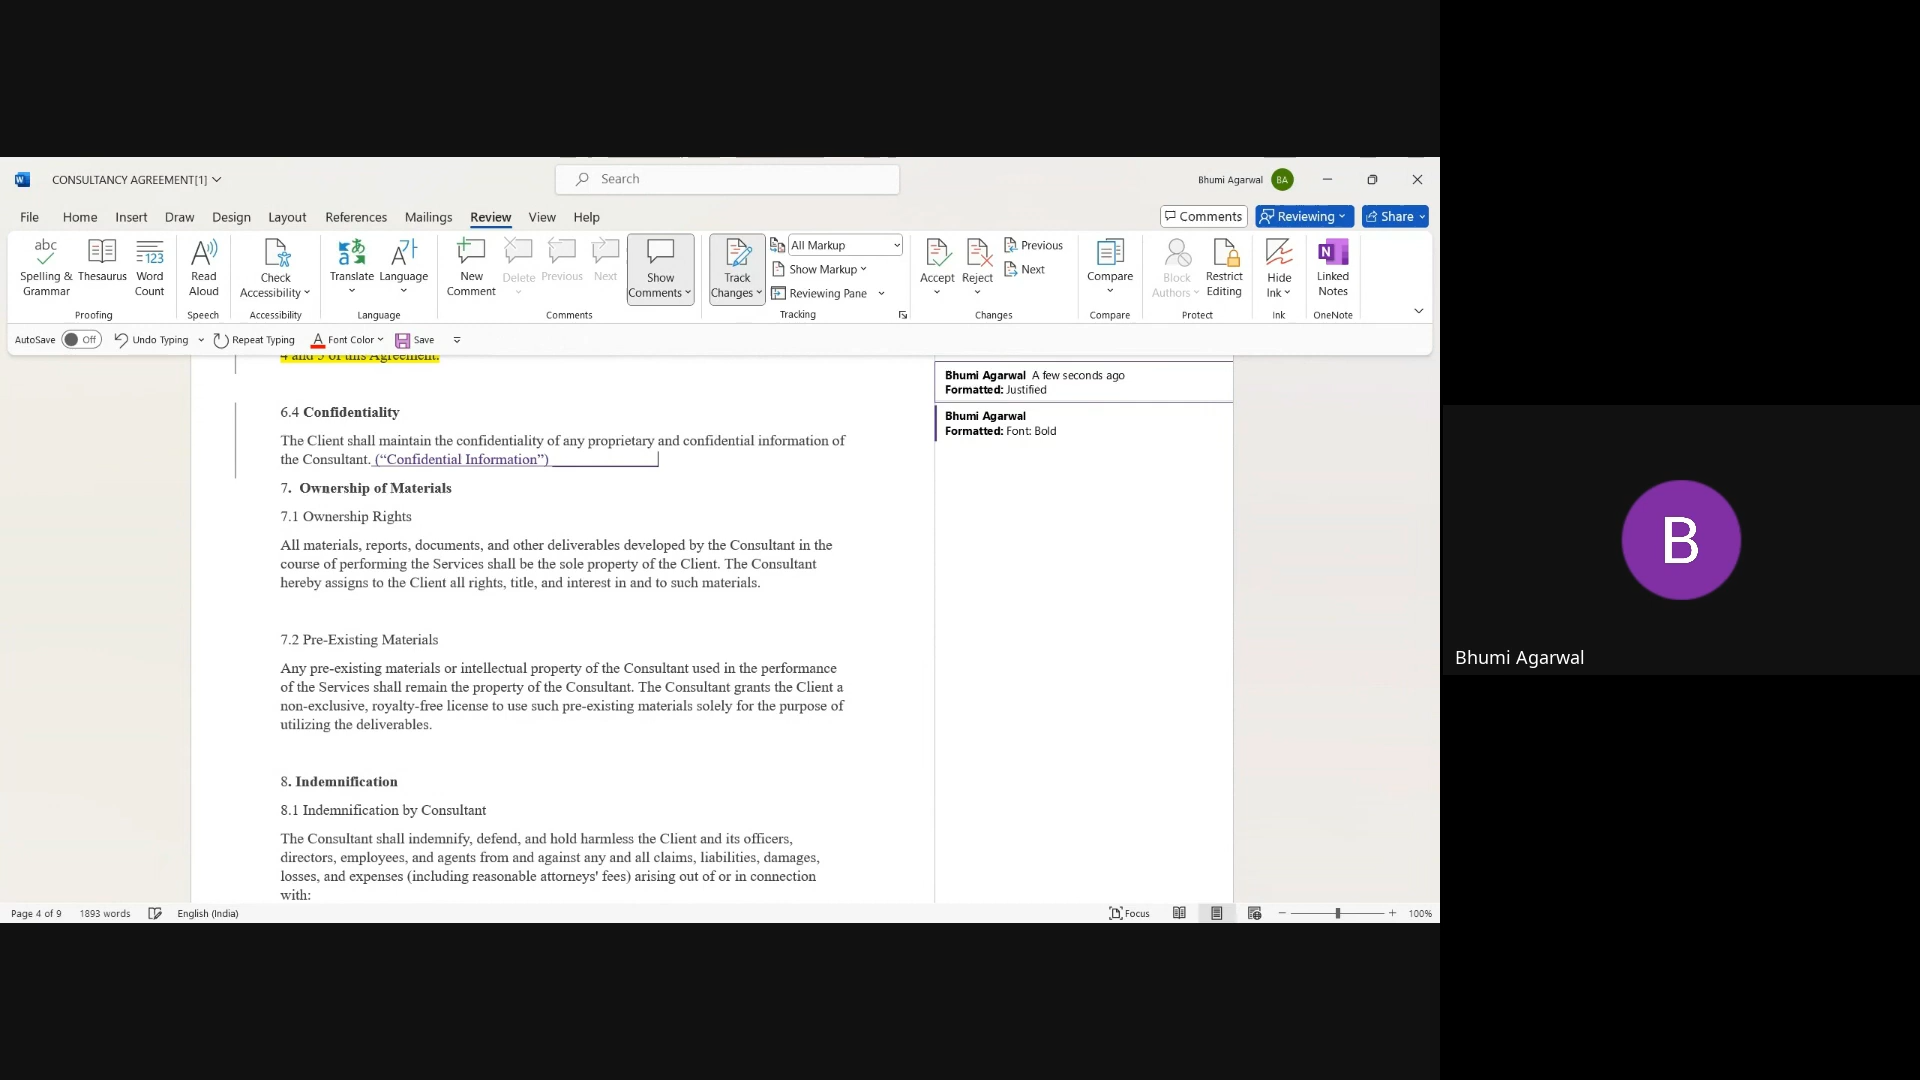 CONSULTANCY AGREEMENT[1]
Search
Bhumi Agarwal BA
File Home Insert Draw Design Layout References Mailings Review View Help
Comments Reviewing Share
abc
Spelling & Grammar
Thesaurus
123
Word Count
Read Aloud
Check Accessibility
Translate
Language
New Comment
Delete
Previous
Next
Show Comments
Track Changes
All Markup
Show Markup
Reviewing Pane
Accept
Reject
Previous
Next
Compare
Block Authors
Restrict Editing
Hide Ink
Linked Notes
Proofing Speech Accessibility Language Comments Tracking Changes Compare Protect Ink OneNote
AutoSave Off Undo Typing Repeat Typing Font Color Save
4 and 5 of this Agreement.
Bhumi Agarwal A few seconds ago
Formatted: Justified
Bhumi Agarwal
Formatted: Font: Bold
6.4 Confidentiality
The Client shall maintain the confidentiality of any proprietary and confidential information of
the Consultant. (“Confidential Information”)
7. Ownership of Materials
7.1 Ownership Rights
All materials, reports, documents, and other deliverables developed by the Consultant in the
course of performing the Services shall be the sole property of the Client. The Consultant
hereby assigns to the Client all rights, title, and interest in and to such materials.
7.2 Pre-Existing Materials
Any pre-existing materials or intellectual property of the Consultant used in the performance
of the Services shall remain the property of the Consultant. The Consultant grants the Client a
non-exclusive, royalty-free license to use such pre-existing materials solely for the purpose of
utilizing the deliverables.
8. Indemnification
8.1 Indemnification by Consultant
The Consultant shall indemnify, defend, and hold harmless the Client and its officers,
directors, employees, and agents from and against any and all claims, liabilities, damages,
losses, and expenses (including reasonable attorneys' fees) arising out of or in connection
with:
Page 4 of 9 1893 words English (India) Focus 100%
B
Bhumi Agarwal